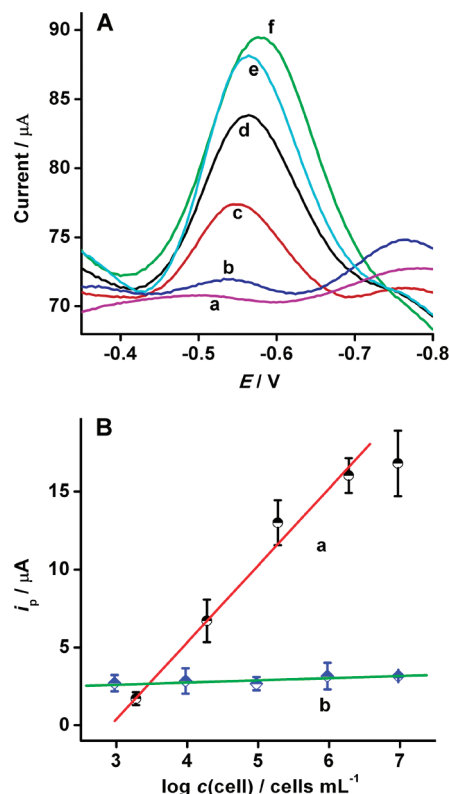 A
Current / μA
90
85
80
75
70
f
e
d
c
b
a
-0.4 -0.5 -0.6 -0.7 -0.8
E / V
B
ip / μA
15
10
5
0
a
b
3 4 5 6 7
log c(cell) / cells mL-1